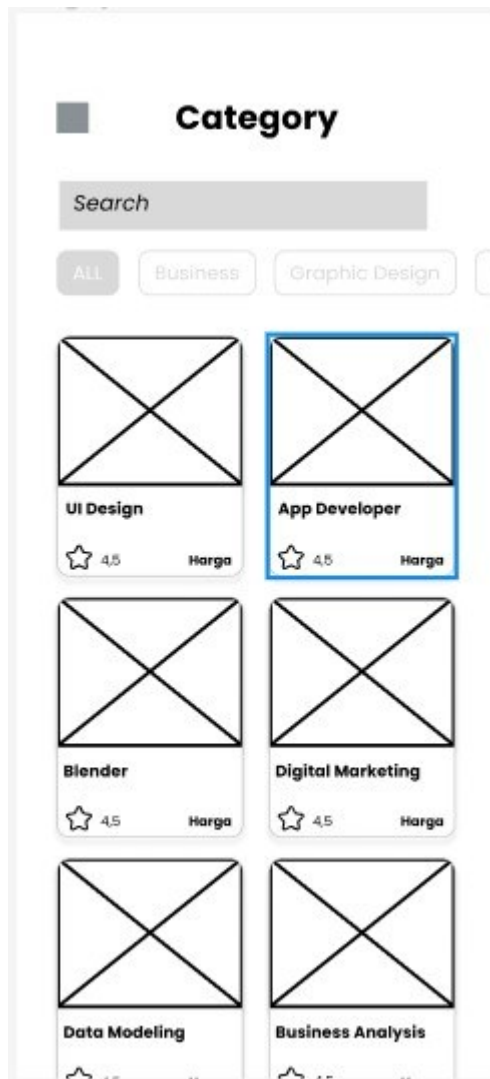 Category
Search
ALL Business Graphic Design
UI Design App Developer
4,5 Harga 4,5 Harga
Blender Digital Marketing
4,5 Harga 4,5 Harga
Data Modeling Business Analysis